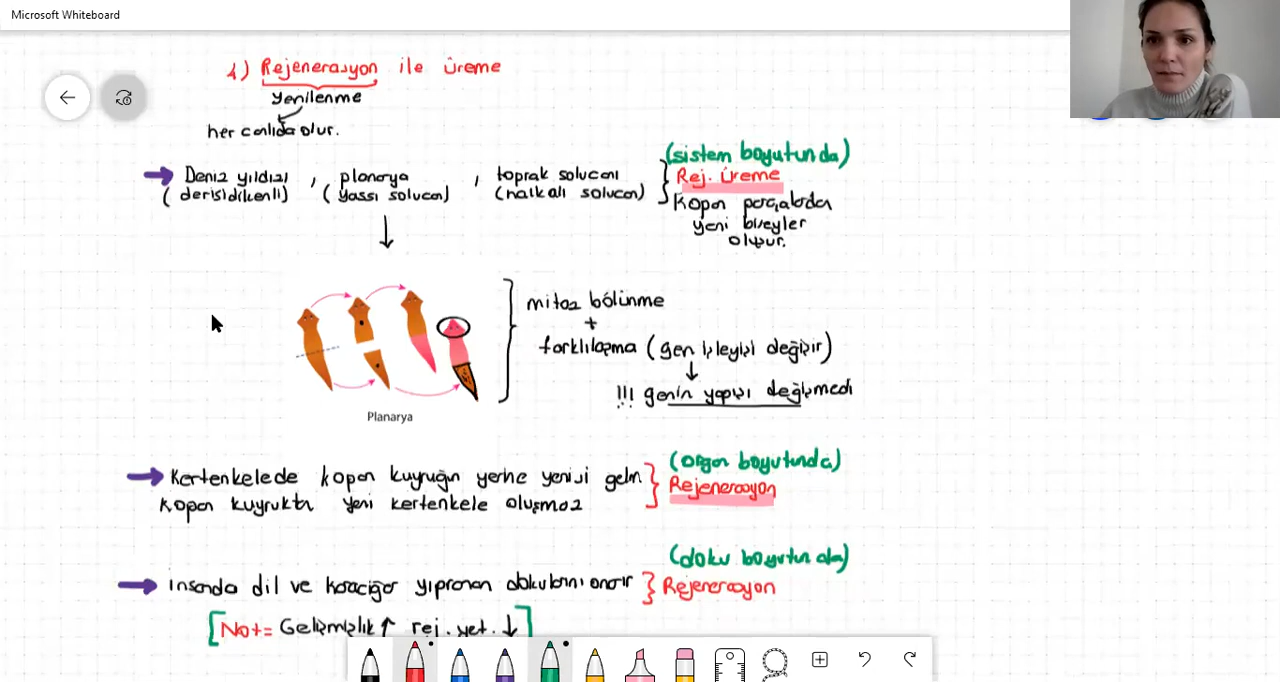 Microsoft Whiteboard
1) Rejenerasyon ile üreme
yenilenme
her canlıda olur.
Deniz yıldızı , planarya , toprak solucanı
(derisidikenli) (yassı solucan) (halkalı solucan)
(sistem boyutunda)
Rej. üreme
Kopan parçalardan
yeni bireyler
oluşur.
mitoz bölünme
+
farklılaşma (gen işleyişi değişir)
!!! genin yapısı değişmedi
Planarya
(organ boyutunda)
Kertenkelede kopan kuyruğun yerine yenisi gelir
Rejenerasyon
kopan kuyruktan yeni kertenkele oluşmaz
(doku boyutunda)
İnsanda dil ve karaciğer yıpranan dokularını onarır
Rejenerasyon
[Not= Gelişmişlik ↑ rej. yet. ↓]